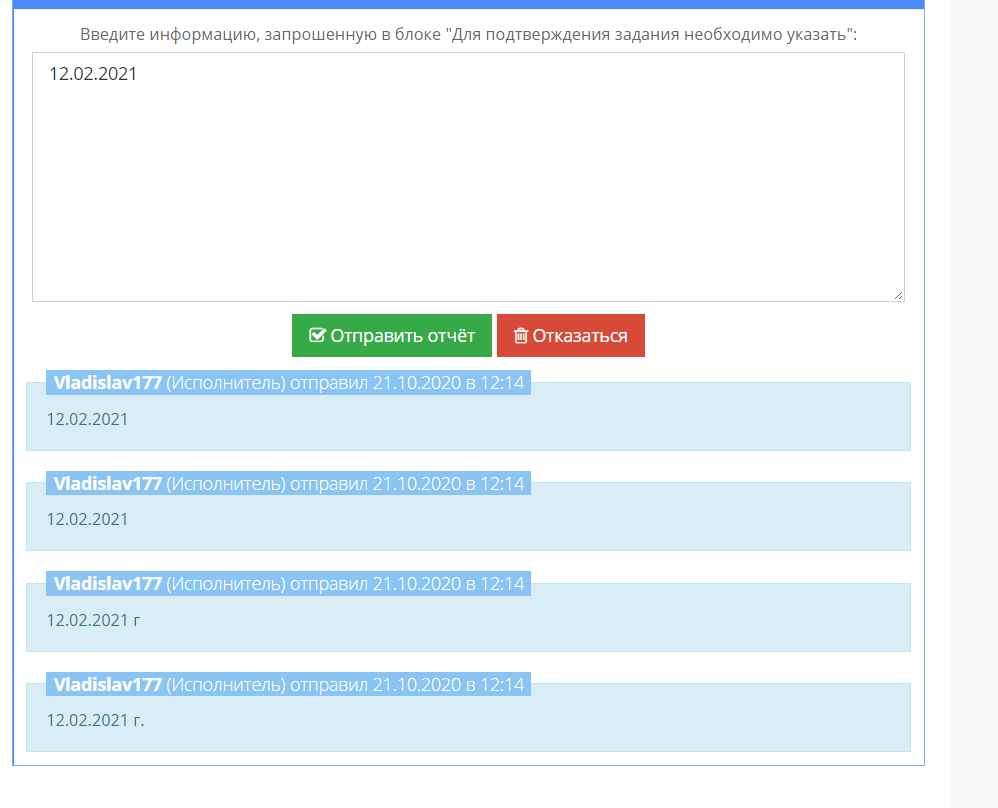 Введите информацию, запрошенную в блоке "Для подтверждения задания необходимо указать":
12.02.2021
Отправить отчёт Отказаться
Vladislav177 (Исполнитель) отправил 21.10.2020 в 12:14
12.02.2021
Vladislav177 (Исполнитель) отправил 21.10.2020 в 12:14
12.02.2021
Vladislav177 (Исполнитель) отправил 21.10.2020 в 12:14
12.02.2021 г
Vladislav177 (Исполнитель) отправил 21.10.2020 в 12:14
12.02.2021 г.